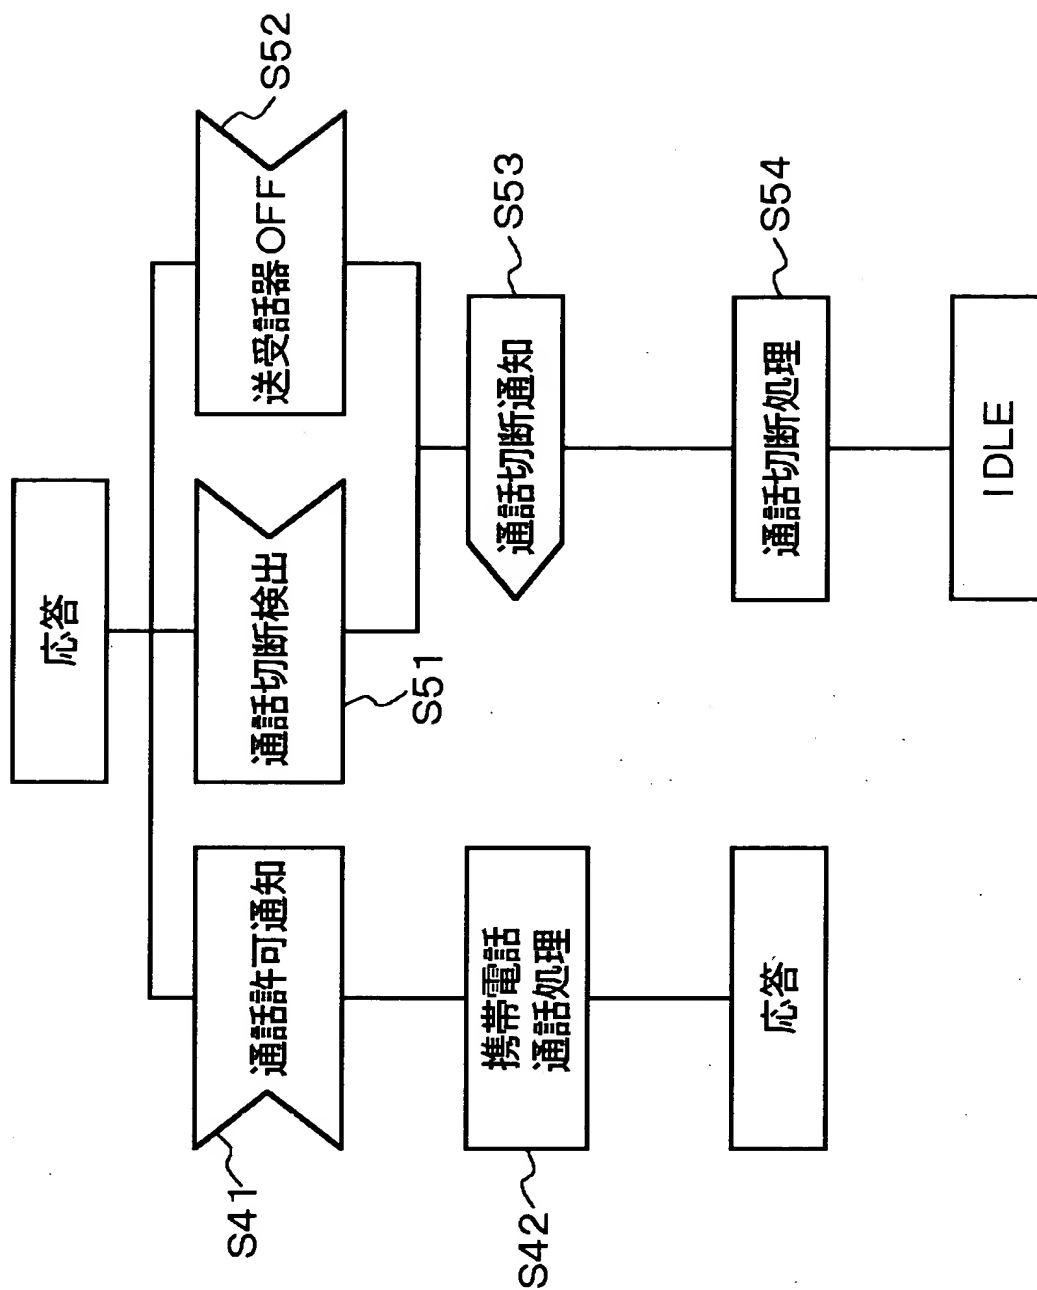 応答
S41
通話許可通知
通話切断検出
S51
送受話器OFF
S52
S42
携帯電話
通話処理
通話切断通知
S53
応答
通話切断処理
S54
IDLE